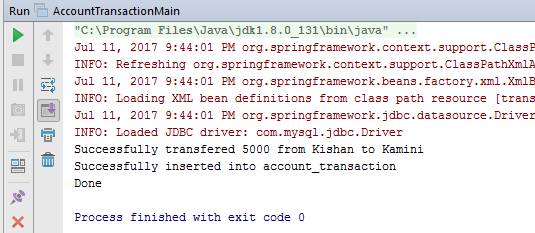 Run AccountTransactionMain
"C:\Program Files\Java\jdk1.8.0_131\bin\java" ...
Jul 11, 2017 9:44:01 PM org.springframework.context.support.ClassP
INFO: Refreshing org.springframework.context.support.ClassPathXmlA
Jul 11, 2017 9:44:01 PM org.springframework.beans.factory.xml.XmlB
INFO: Loading XML bean definitions from class path resource [trans
Jul 11, 2017 9:44:01 PM org.springframework.jdbc.datasource.Driver
INFO: Loaded JDBC driver: com.mysql.jdbc.Driver
Successfully transfered 5000 from Kishan to Kamini
Successfully inserted into account_transaction
Done
Process finished with exit code 0